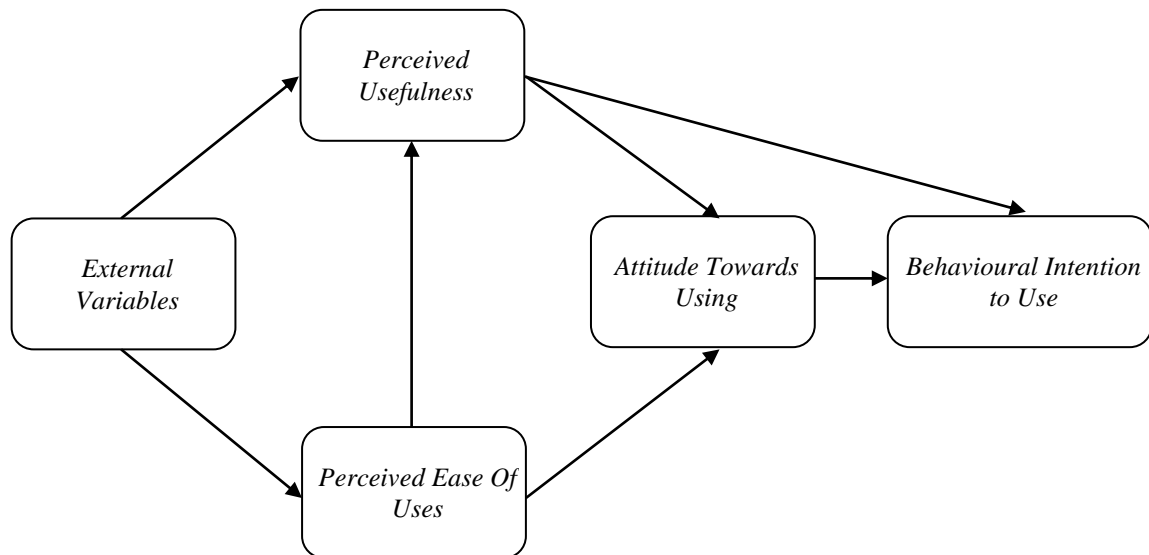 Perceived
Usefulness
External
Variables
Attitude Towards
Using
Behavioural Intention
to Use
Perceived Ease Of
Uses